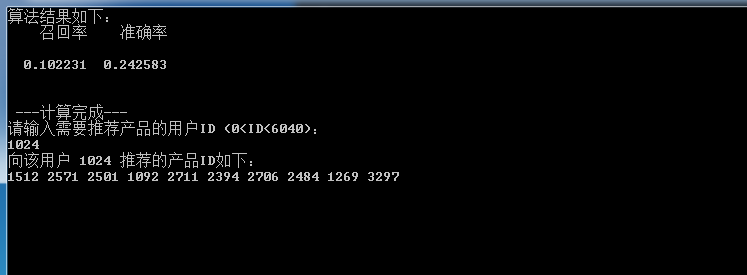 算法结果如下：
召回率 准确率
0.102231 0.242583
---计算完成---
请输入需要推荐产品的用户ID (0<ID<6040)：
1024
向该用户 1024 推荐的产品ID如下：
1512 2571 2501 1092 2711 2394 2706 2484 1269 3297